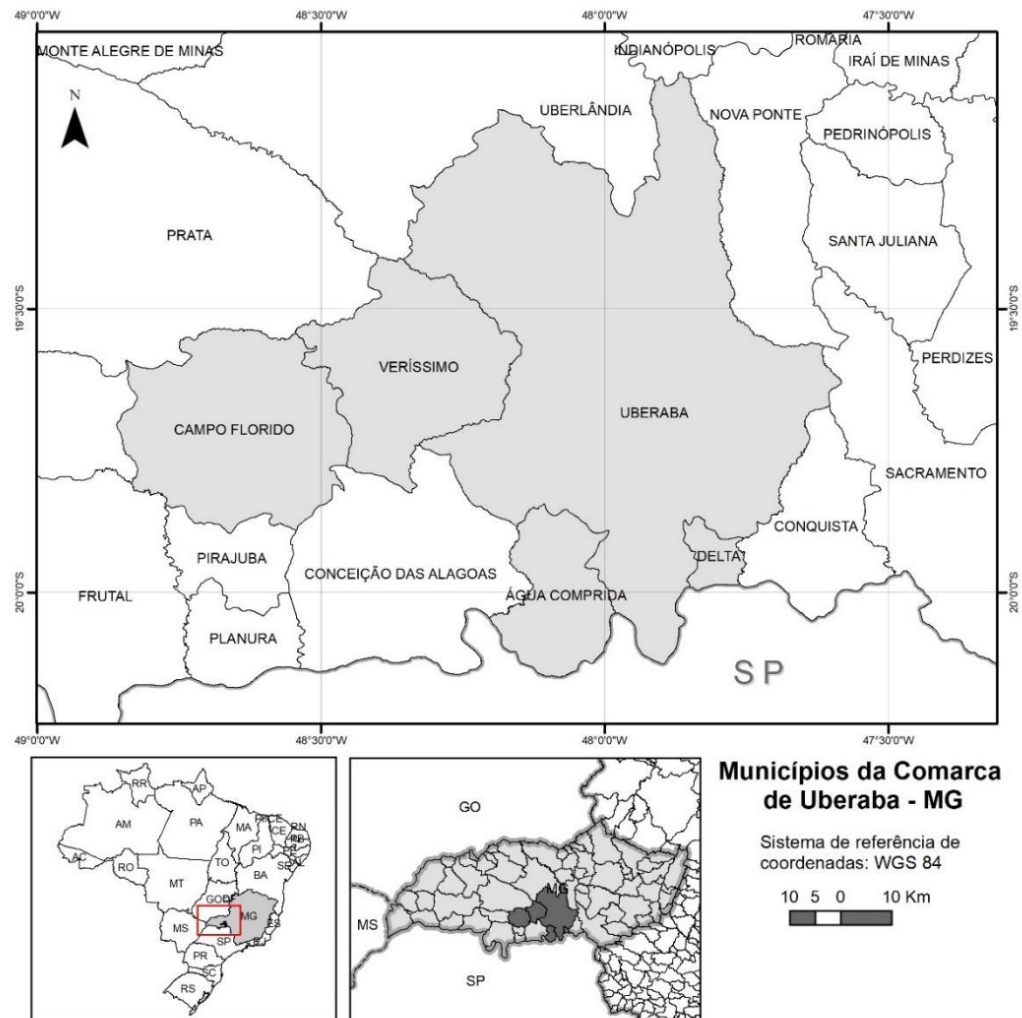 49°0'0"W 48°30'0"W 48°0'0"W 47°30'0"W
MONTE ALEGRE DE MINAS
INDIANÓPOLIS
ROMARIA
IRAÍ DE MINAS
N
UBERLÂNDIA
NOVA PONTE
PEDRINÓPOLIS
PRATA
SANTA JULIANA
19°30'0"S
19°30'0"S
VERÍSSIMO
PERDIZES
CAMPO FLORIDO
UBERABA
SACRAMENTO
CONQUISTA
PIRAJUBA
DELTA
CONCEIÇÃO DAS ALAGOAS
FRUTAL
ÁGUA COMPRIDA
20°0'0"S
20°0'0"S
PLANURA
SP
49°0'0"W 48°30'0"W 48°0'0"W 47°30'0"W
RR
AP
AM
PA
MA
CE
RN
PI
AC
RO
TO
BA
MT
GO
DF
MG
ES
MS
SP
RJ
PR
SC
RS
GO
MG
MS
SP
Municípios da Comarca
de Uberaba - MG
Sistema de referência de
coordenadas: WGS 84
10 5 0 10 Km